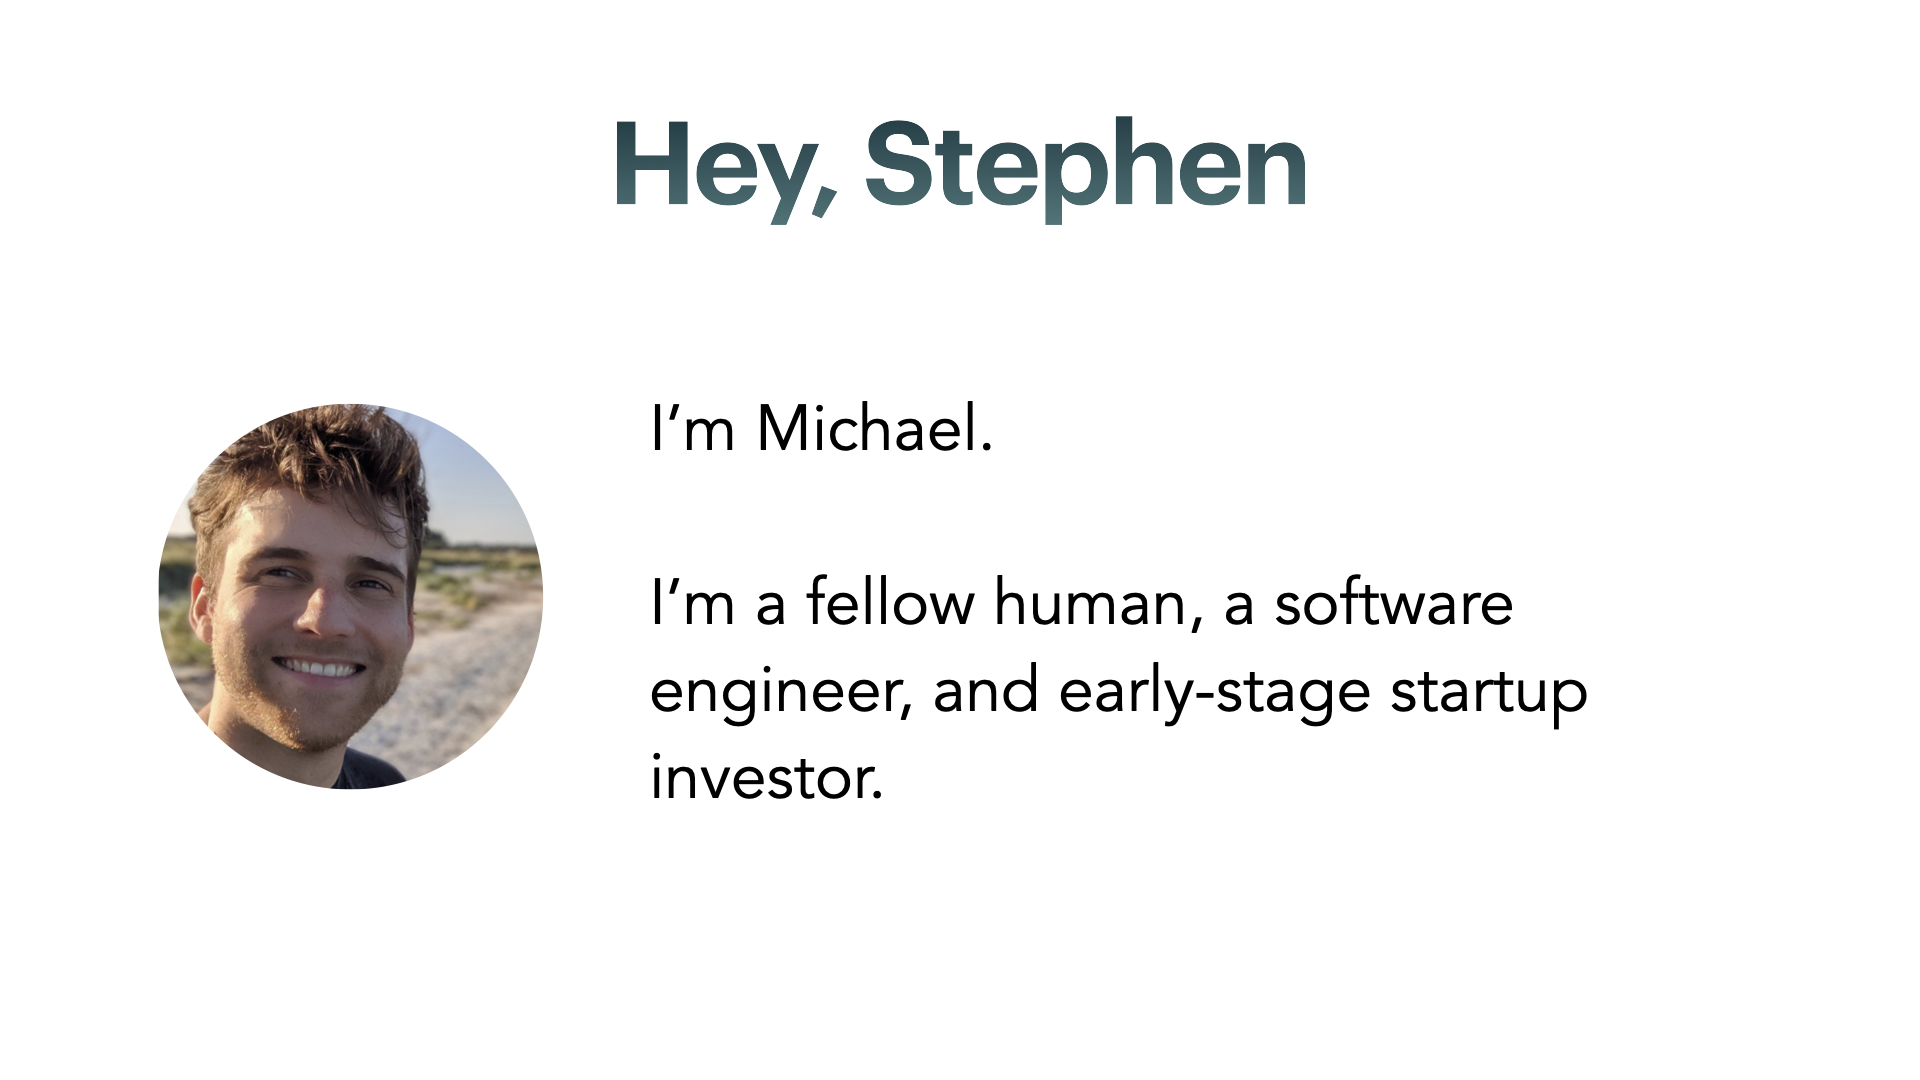 Hey, Stephen
I’m Michael.
I’m a fellow human, a software
engineer, and early-stage startup
investor.